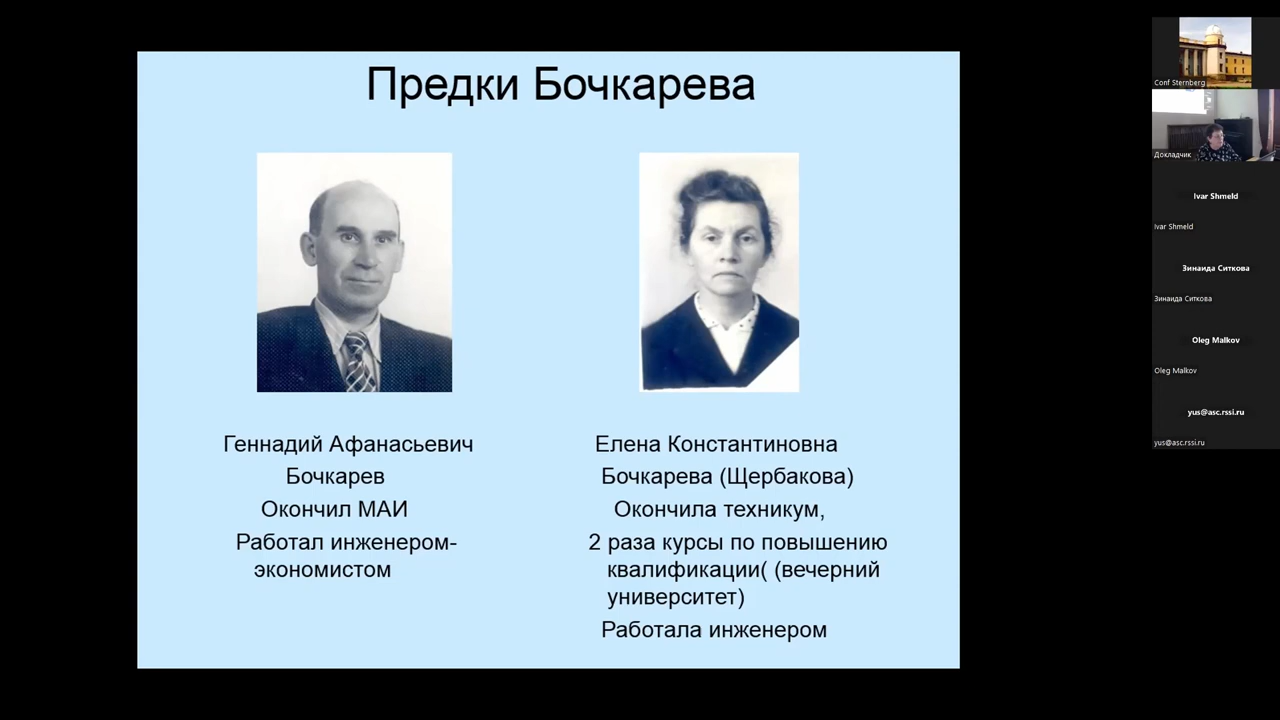 Предки Бочкарева
Геннадий Афанасьевич
Бочкарев
Окончил МАИ
Работал инженером-
экономистом
Елена Константиновна
Бочкарева (Щербакова)
Окончила техникум,
2 раза курсы по повышению
квалификации( (вечерний
университет)
Работала инженером
Conf Sternberg
Докладчик
Ivar Shmeld
Ivar Shmeld
Зинаида Ситкова
Зинаида Ситкова
Oleg Malkov
Oleg Malkov
yus@asc.rssi.ru
yus@asc.rssi.ru